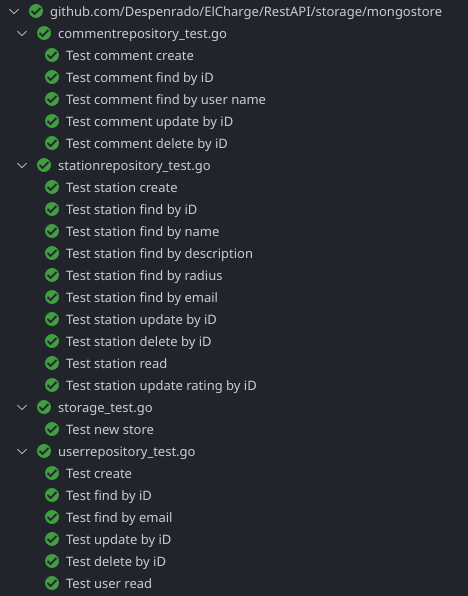 github.com/Despenrado/ElCharge/RestAPI/storage/mongostore
commentrepository_test.go
Test comment create
Test comment find by iD
Test comment find by user name
Test comment update by iD
Test comment delete by iD
stationrepository_test.go
Test station create
Test station find by iD
Test station find by name
Test station find by description
Test station find by radius
Test station find by email
Test station update by iD
Test station delete by iD
Test station read
Test station update rating by iD
storage_test.go
Test new store
userrepository_test.go
Test create
Test find by iD
Test find by email
Test update by iD
Test delete by iD
Test user read